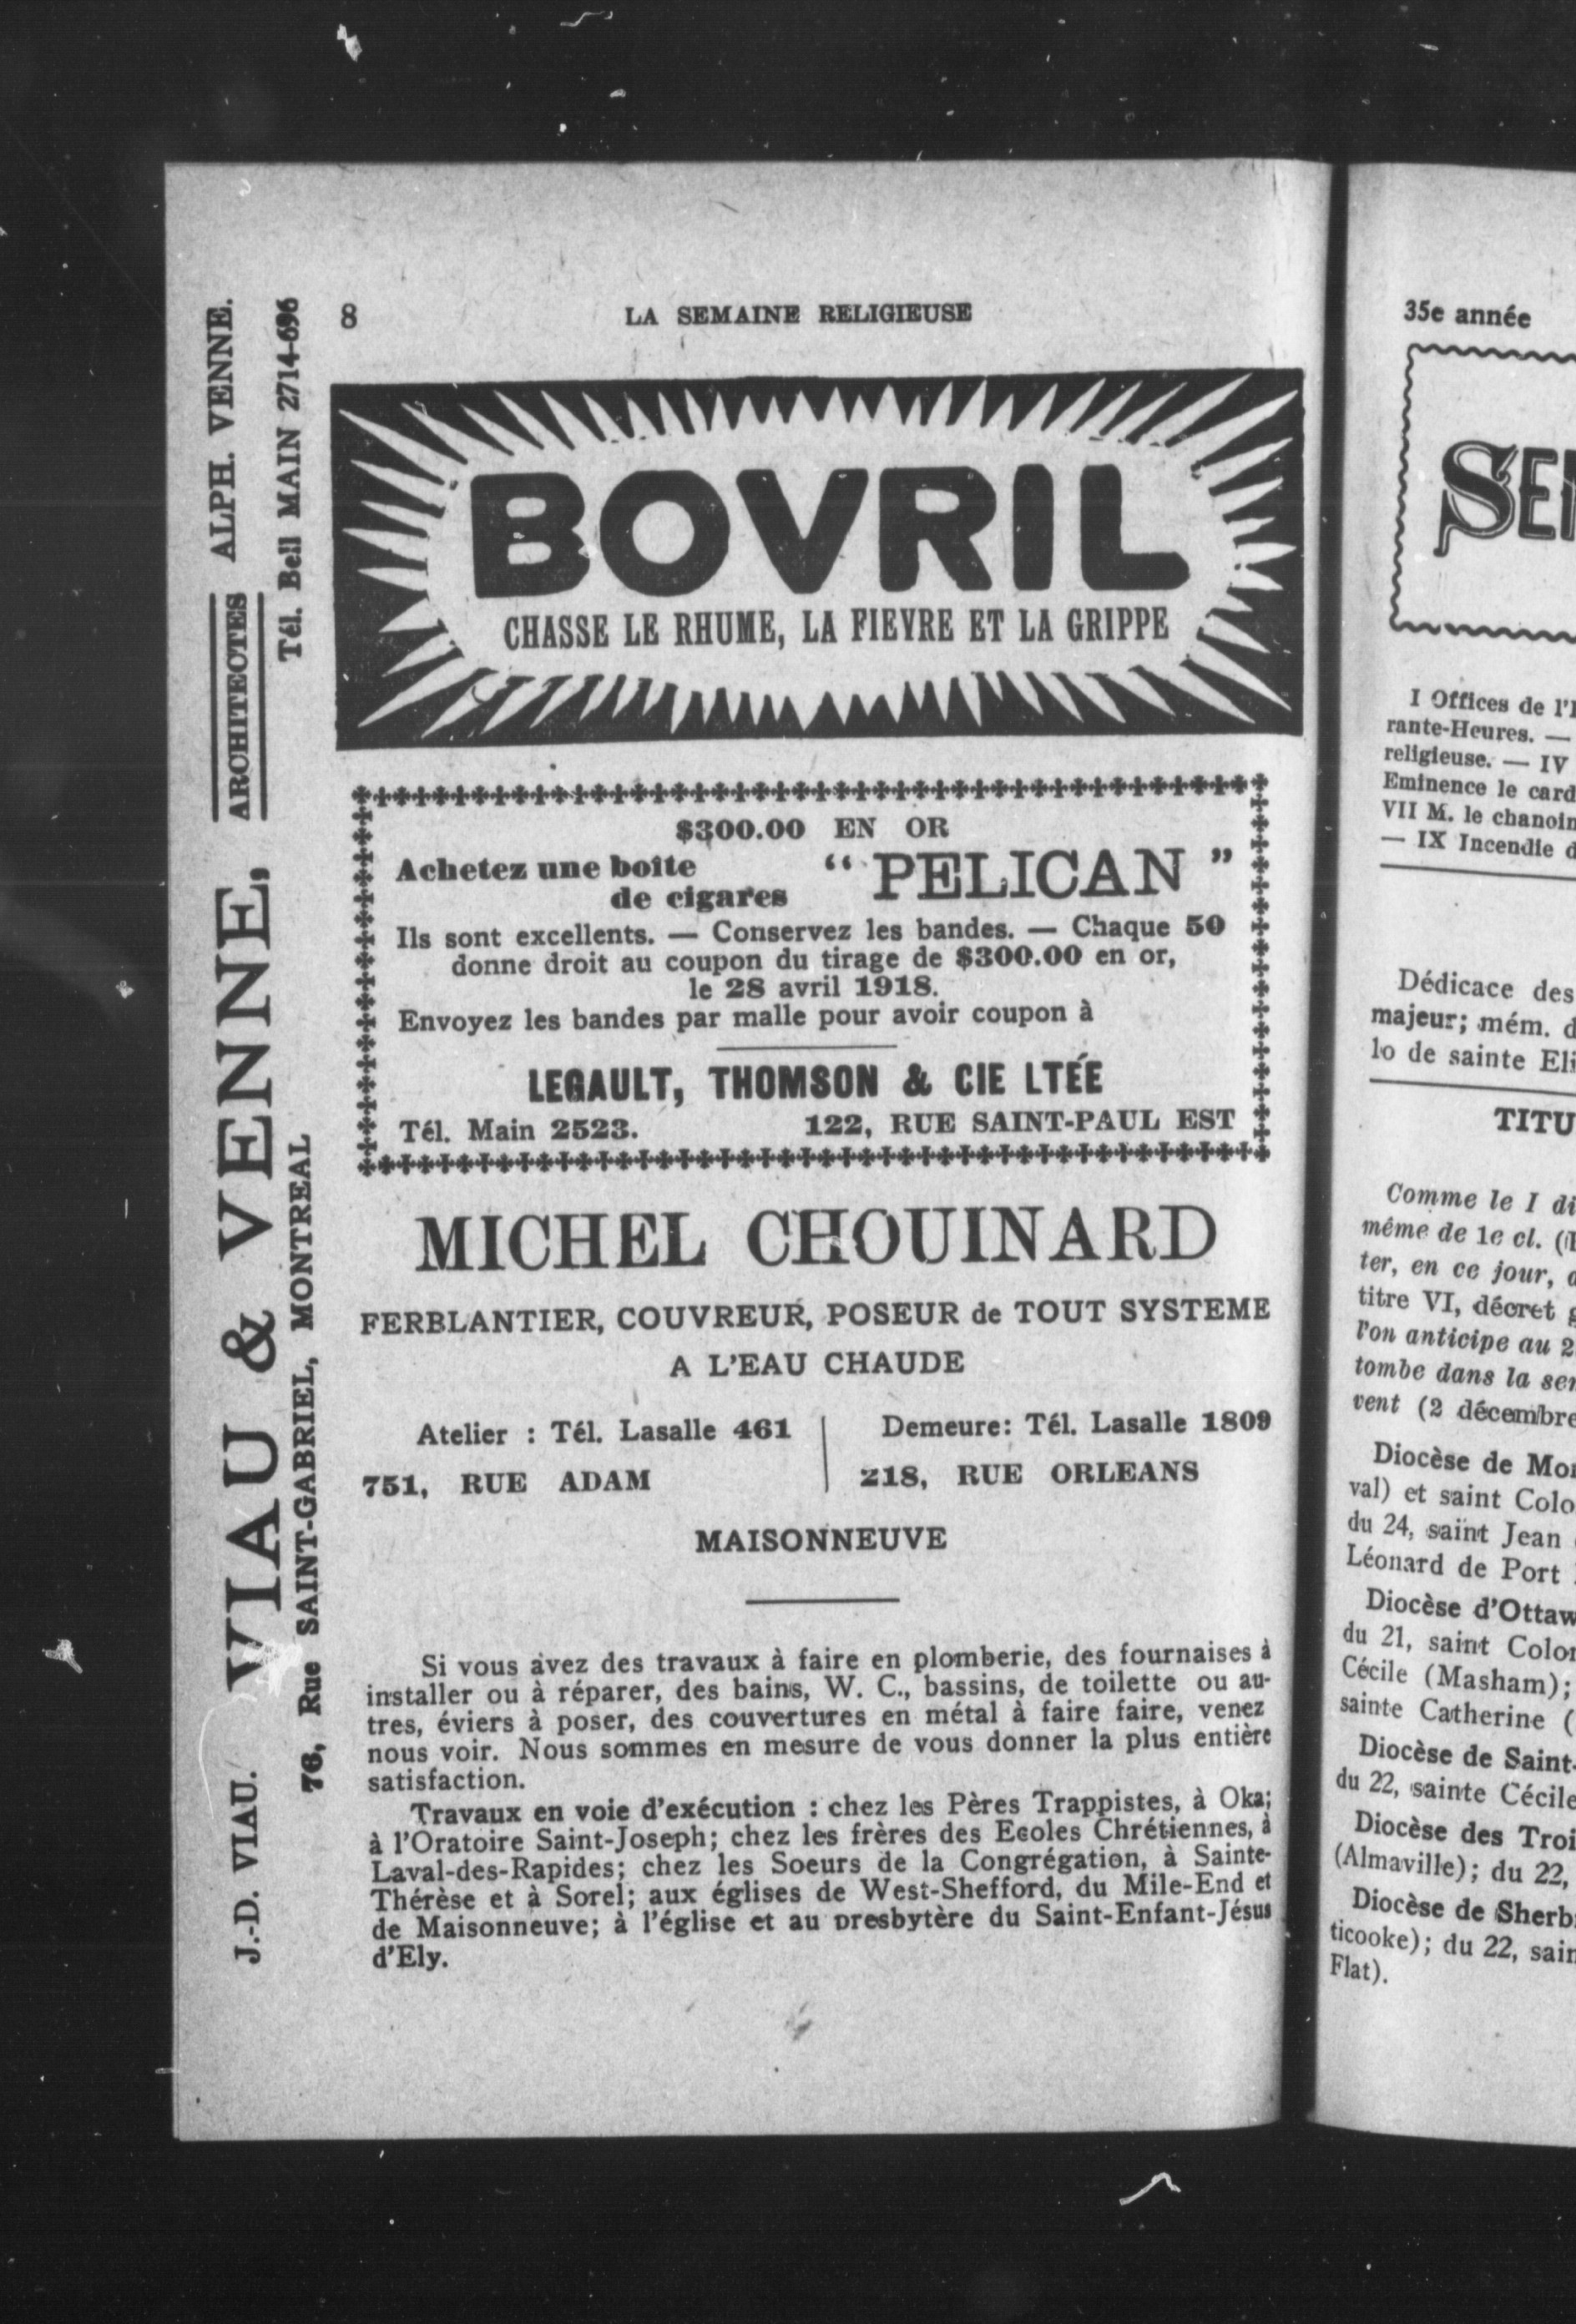 8
LA SEMAINE RELIGIEUSE
BOVRIL
CHASSE LE RHUME, LA FIEVRE ET LA GRIPPE
$300.00 EN OR
Achetez une boite
de cigares
“ PELICAN ”
Ils sont excellents. — Conservez les bandes. — Chaque 50
donne droit au coupon du tirage de $300.00 en or,
le 28 avril 1918.
Envoyez les bandes par malle pour avoir coupon à
LEGAULT, THOMSON & CIE LTÉE
Tél. Main 2523.
122, RUE SAINT-PAUL EST
MICHEL CHOUINARD
FERBLANTIER, COUVREUR, POSEUR de TOUT SYSTEME
A L'EAU CHAUDE
Atelier : Tél. Lasalle 461
751, RUE ADAM
Demeure: Tél. Lasalle 1809
218, RUE ORLEANS
MAISONNEUVE
Si vous avez des travaux à faire en plomberie, des fournaises à
installer ou à réparer, des bains, W. C., bassins, de toilette ou au-
tres, éviers à poser, des couvertures en métal à faire faire, venez
nous voir. Nous sommes en mesure de vous donner la plus entière
satisfaction.
Travaux en voie d'exécution : chez les Pères Trappistes, à Oka;
à l'Oratoire Saint-Joseph; chez les frères des Ecoles Chrétiennes, à
Laval-des-Rapides; chez les Soeurs de la Congrégation, à Sainte-
Thérèse et à Sorel; aux églises de West-Shefford, du Mile-End et
de Maisonneuve; à l'église et au presbytère du Saint-Enfant-Jésus
d'Ely.
J.-D. VIAU.
VIAU & VENNE,
ARCHITECTES
ALPH. VENNE.
76, Rue SAINT-GABRIEL, MONTREAL
Tél. Bell MAIN 2714-696
35e année
I Offices de
rante-Heures. —
religieuse. — IV
Eminence le
VII M. le
— IX Incendie
Dédicace des
majeur; mém.
lo de sainte
Comme le I
même de 1e cl.
ter, en ce jour,
titre VI, décret
l'on anticipe au
tombe dans la
vent (2 décembre
Diocèse de
val) et saint
du 24, saint Jean
Léonard de Port
Diocèse
du 21, saint
Cécile (Masham);
sainte Catherine (
Diocèse de Saint-
du 22, sainte Cécile
Diocèse des
(Almaville); du 22,
Diocèse de
ticooke); du 22,
Flat).